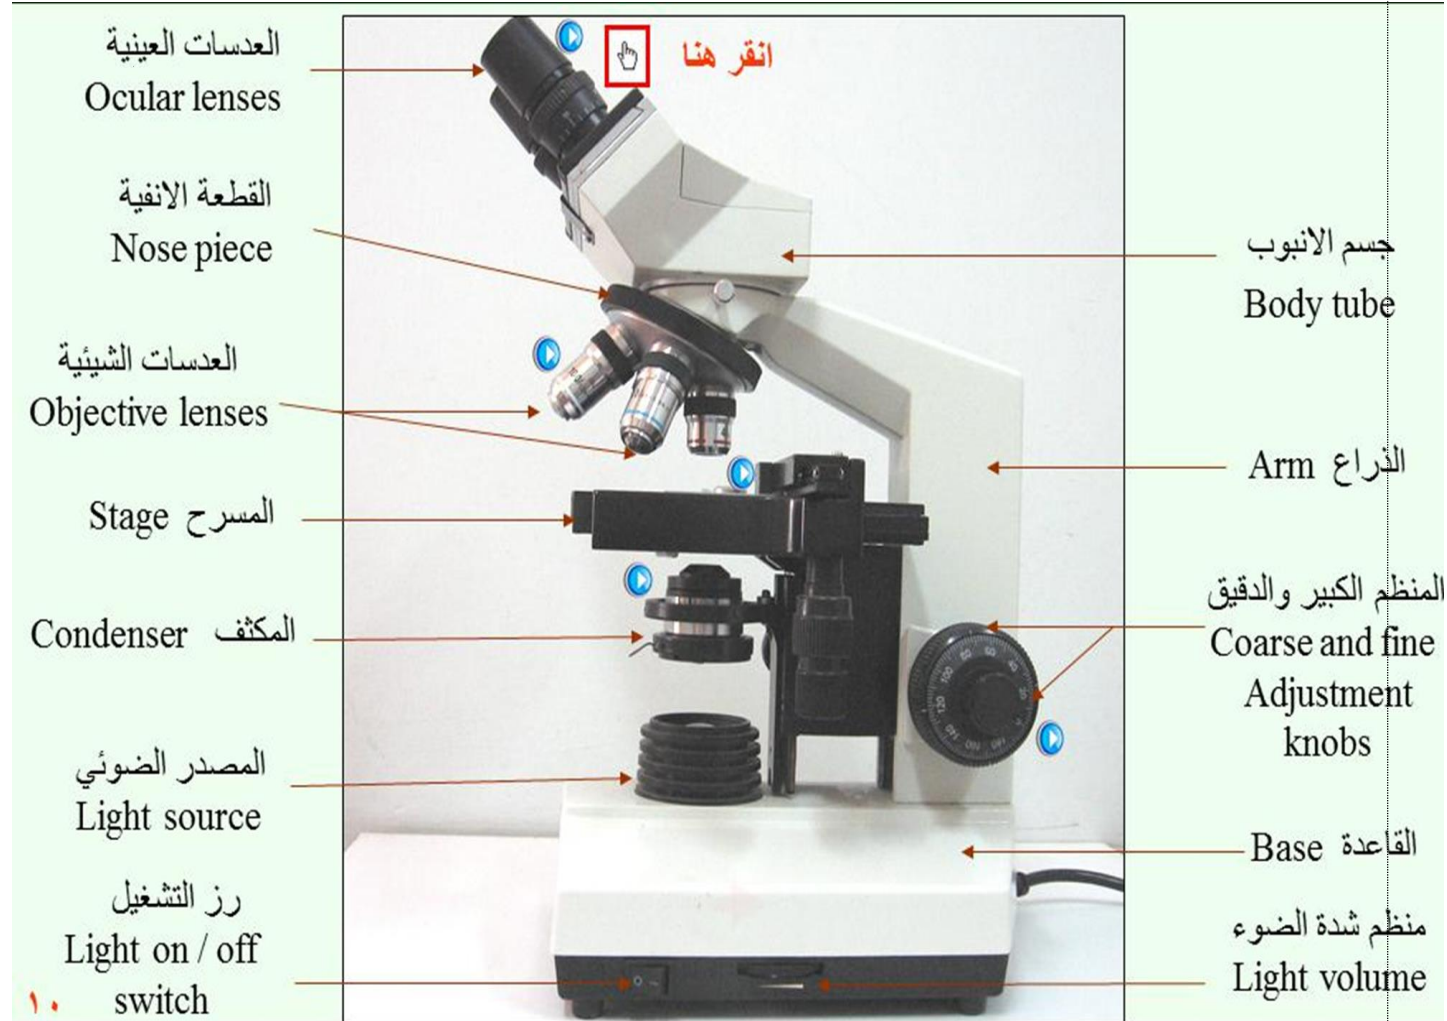 العدسات العينية
Ocular lenses
انقر هنا
القطعة الانفية
Nose piece
العدسات الشيئية
Objective lenses
المسرح Stage
المكثف Condenser
المصدر الضوئي
Light source
رز التشغيل
Light on / off
switch
١٠
جسم الانبوب
Body tube
الذراع Arm
المنظم الكبير والدقيق
Coarse and fine
Adjustment
knobs
القاعدة Base
منظم شدة الضوء
Light volume